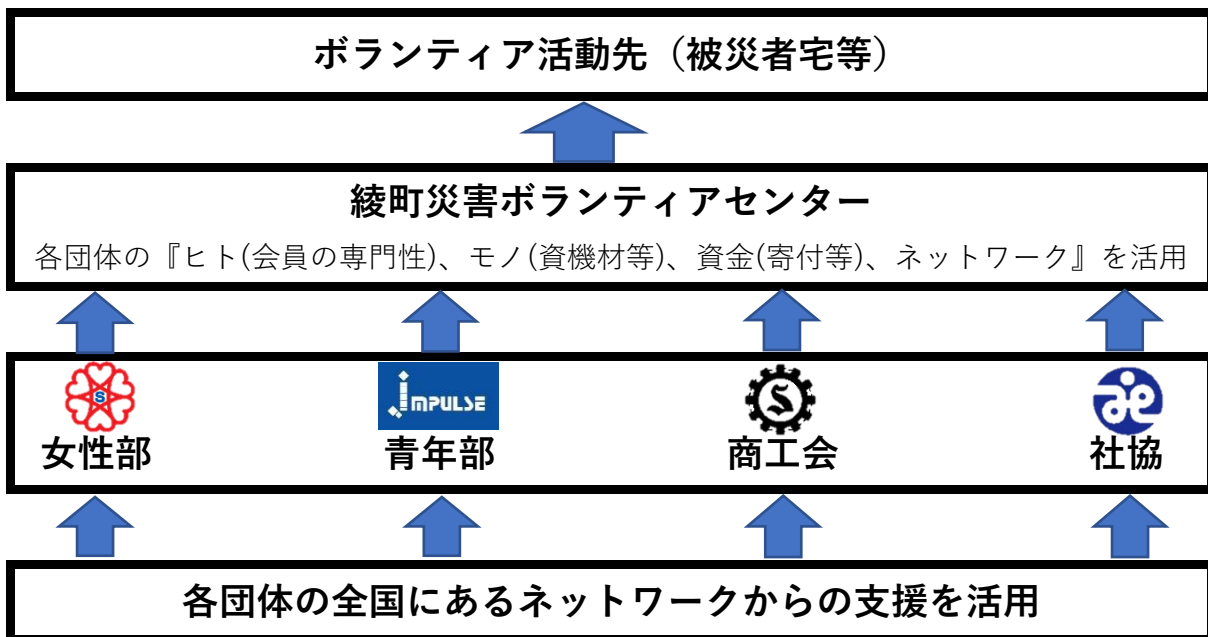 ボランティア活動先（被災者宅等）
綾町災害ボランティアセンター
各団体の『ヒト(会員の専門性)、モノ(資機材等)、資金(寄付等)、ネットワーク』を活用
S
IMPULSE
S
女性部
青年部
商工会
社協
各団体の全国にあるネットワークからの支援を活用